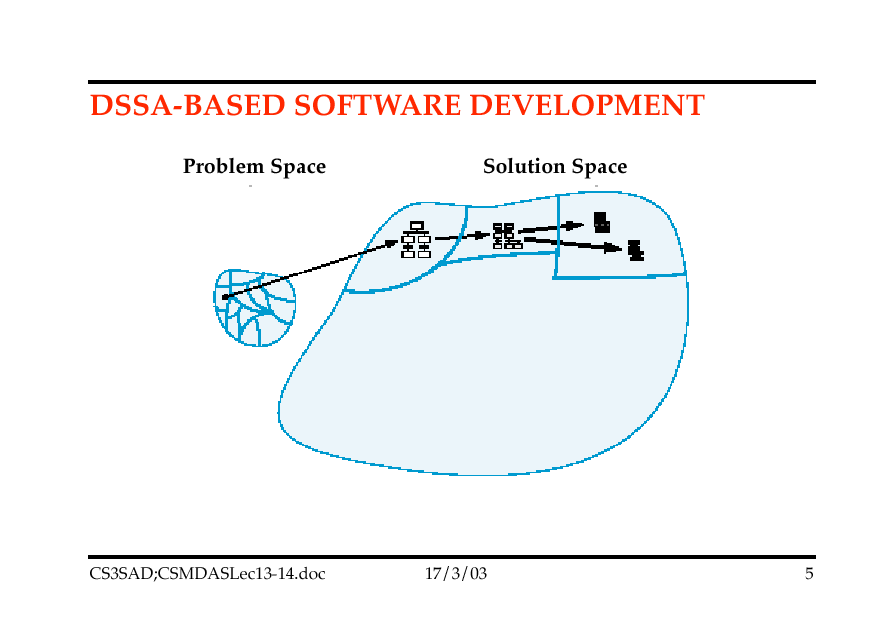 DSSA-BASED SOFTWARE DEVELOPMENT
Problem Space
Solution Space
CS3SAD;CSMDASLec13-14.doc
17/3/03
5